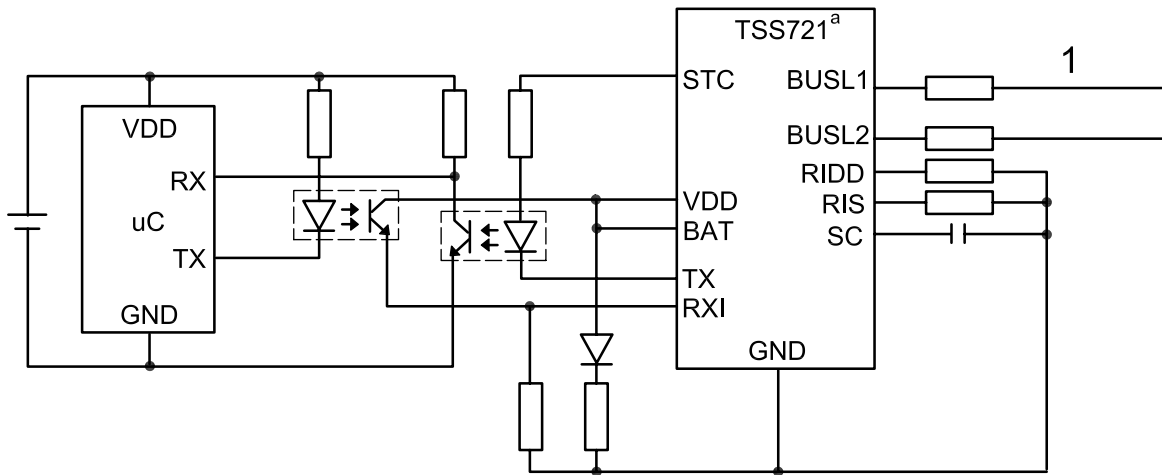 TSS721a
1
STC
BUSL1
VDD
BUSL2
RX
RIDD
VDD
RIS
uC
BAT
SC
TX
TX
RXI
GND
GND